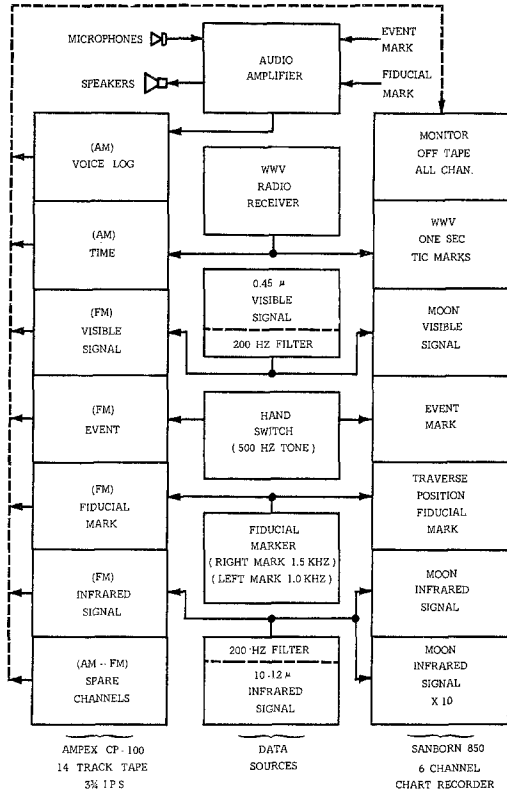 MICROPHONES
SPEAKERS
AUDIO
AMPLIFIER
EVENT
MARK
FIDUCIAL
MARK
(AM)
VOICE LOG
(AM)
TIME
(FM)
VISIBLE
SIGNAL
(FM)
EVENT
(FM)
FIDUCIAL
MARK
(FM)
INFRARED
SIGNAL
(AM - FM)
SPARE
CHANNELS
AMPEX CP-100
14 TRACK TAPE
3¾ IPS
WWV
RADIO
RECEIVER
0.45 μ
VISIBLE
SIGNAL
200 HZ FILTER
HAND
SWITCH
(500 HZ TONE)
FIDUCIAL
MARKER
(RIGHT MARK 1.5 KHZ)
(LEFT MARK 1.0 KHZ)
200 HZ FILTER
10-12 μ
INFRARED
SIGNAL
DATA
SOURCES
MONITOR
OFF TAPE
ALL CHAN.
WWV
ONE SEC
TIC MARKS
MOON
VISIBLE
SIGNAL
EVENT
MARK
TRAVERSE
POSITION
FIDUCIAL
MARK
MOON
INFRARED
SIGNAL
MOON
INFRARED
SIGNAL
X 10
SANBORN 850
6 CHANNEL
CHART RECORDER